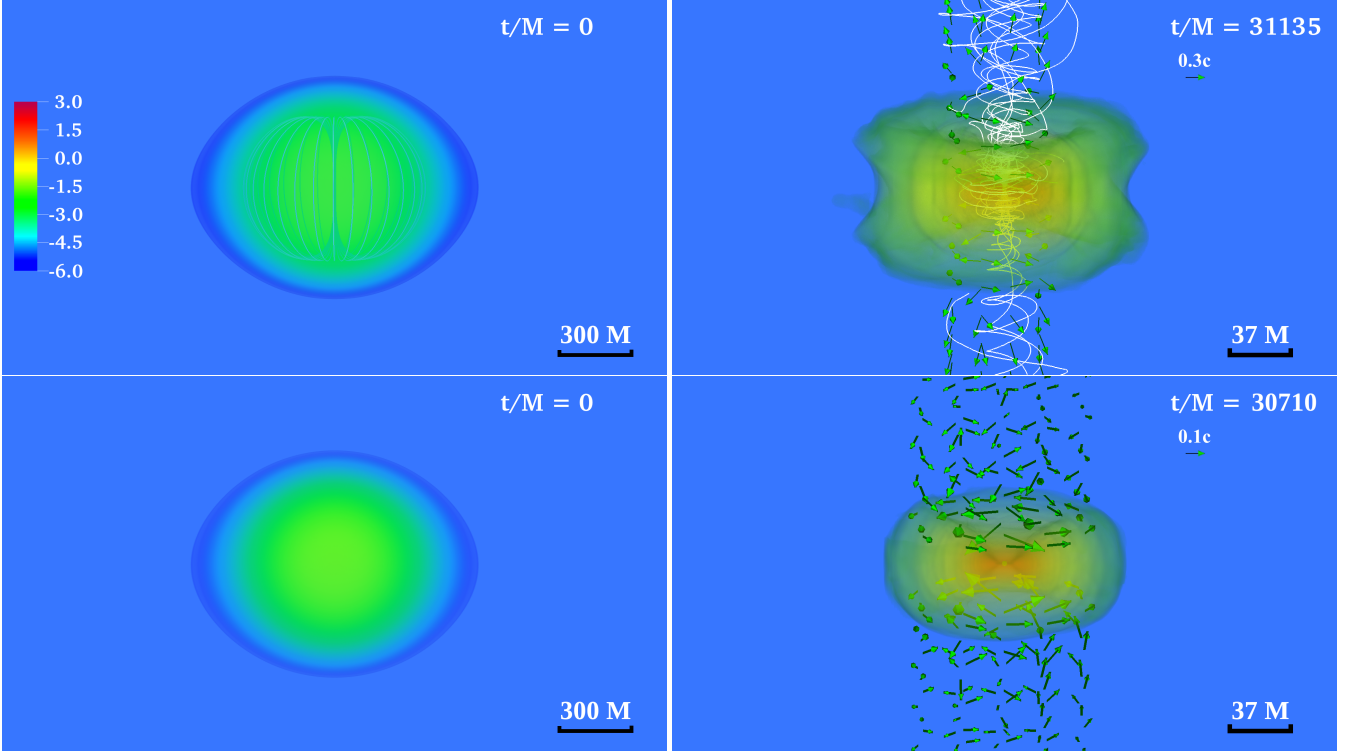 t/M = 0
3.0
1.5
0.0
-1.5
-3.0
-4.5
-6.0
300 M
t/M = 31135
0.3c
37 M
t/M = 0
300 M
t/M = 30710
0.1c
37 M